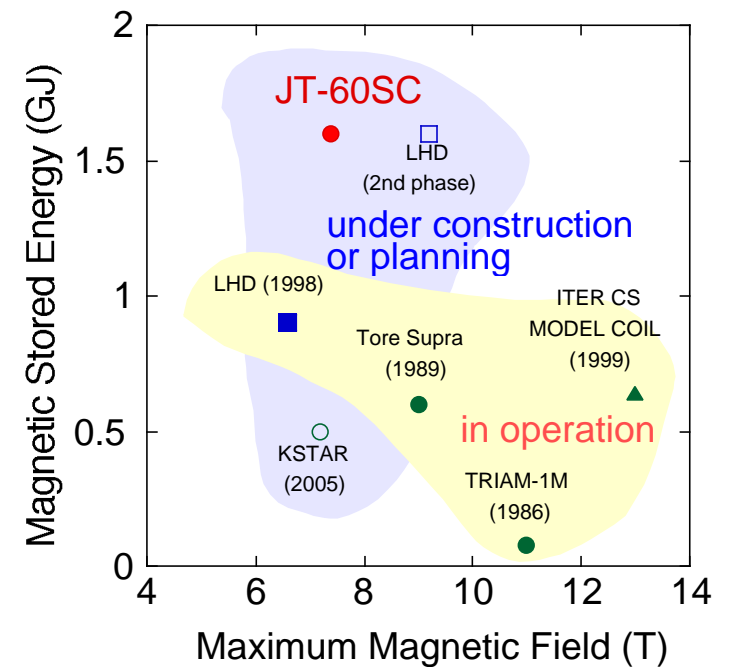 2
Magnetic Stored Energy (GJ)
JT-60SC
1.5
LHD
(2nd phase)
under construction
or planning
LHD (1998)
1
ITER CS
MODEL COIL
(1999)
Tore Supra
(1989)
0.5
in operation
KSTAR
(2005)
TRIAM-1M
(1986)
0
4
6
8
10
12
14
Maximum Magnetic Field (T)